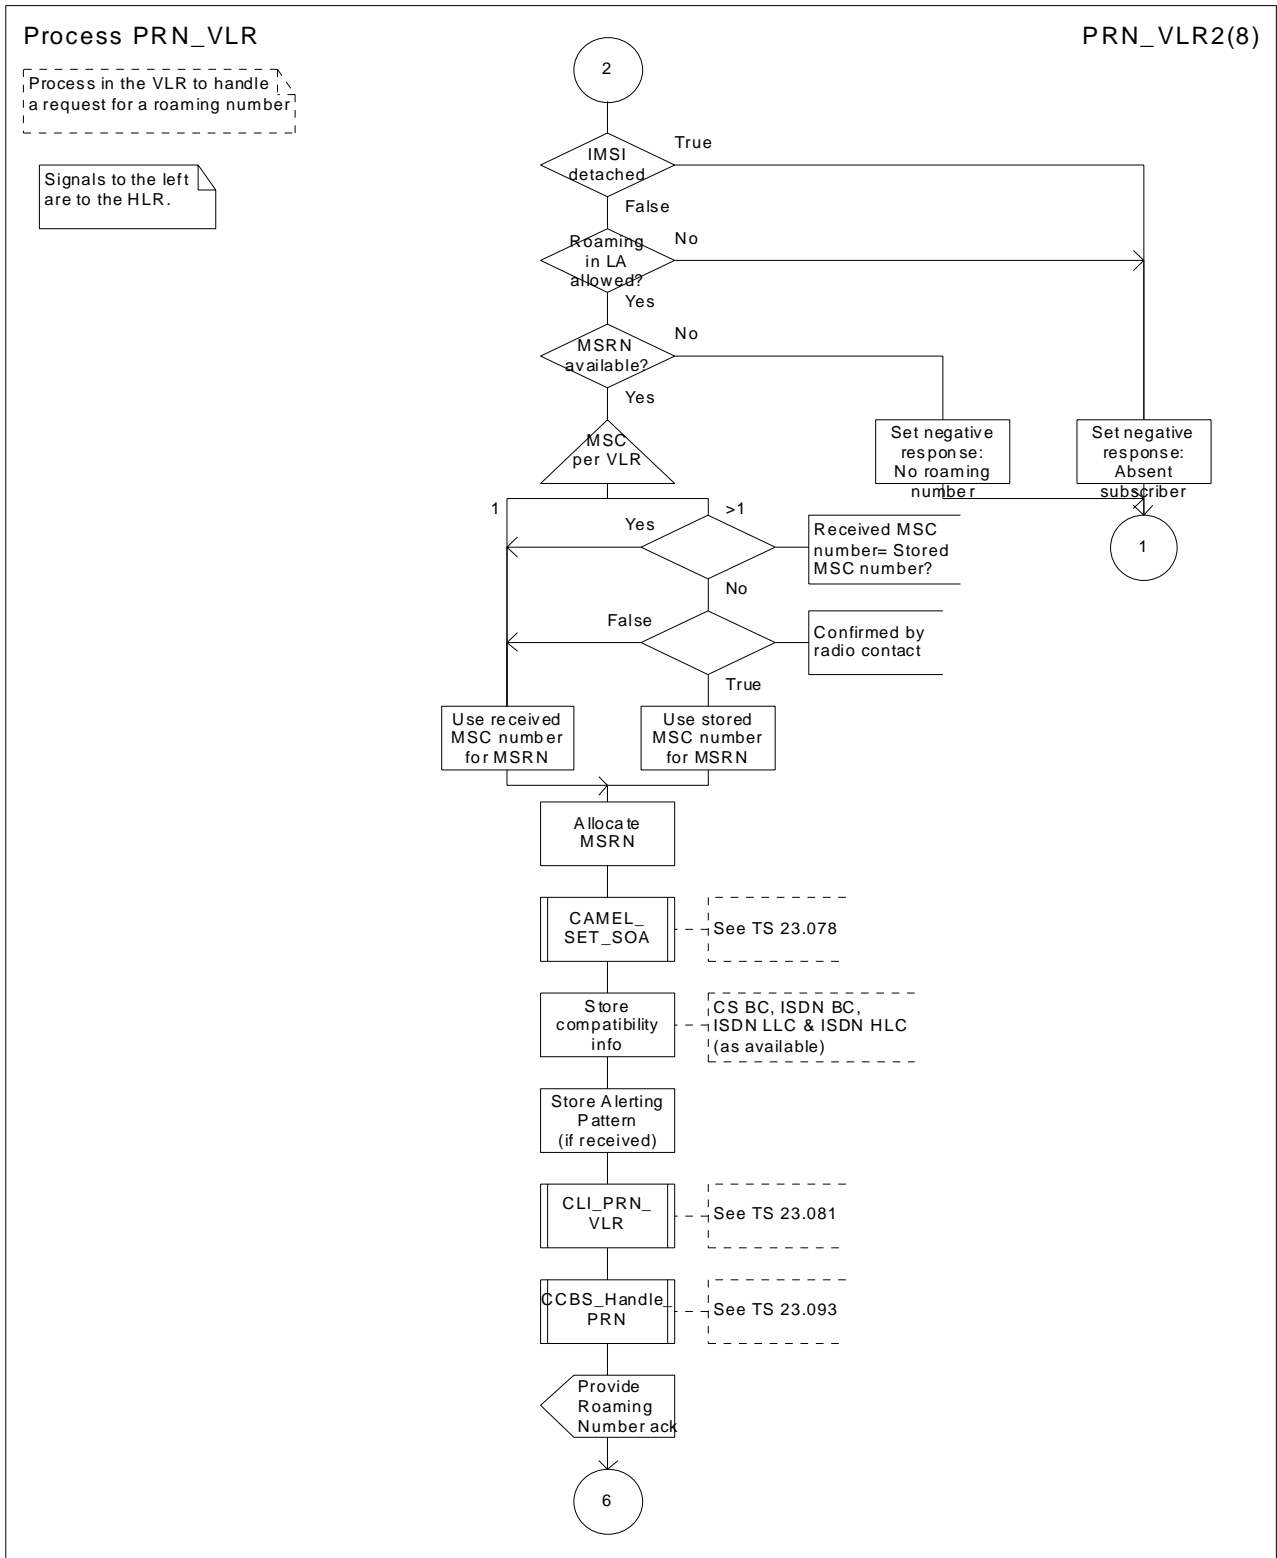 Process PRN_VLR
PRN_VLR2(8)
Process in the VLR to handle
a request for a roaming number
Signals to the left
are to the HLR.
2
IMSI
detached
True
False
Roaming
in LA
allowed?
No
Yes
MSRN
available?
No
Yes
MSC
per VLR
Set negative
response:
No roaming
number
Set negative
response:
Absent
subscriber
1
>1
Yes
Received MSC
number= Stored
MSC number?
1
No
False
Confirmed by
radio contact
True
Use received
MSC number
for MSRN
Use stored
MSC number
for MSRN
Allocate
MSRN
CAMEL_
SET_SOA
See TS 23.078
Store
compatibility
info
CS BC, ISDN BC,
ISDN LLC & ISDN HLC
(as available)
Store Alerting
Pattern
(if received)
CLI_PRN_
VLR
See TS 23.081
CCBS_Handle_
PRN
See TS 23.093
Provide
Roaming
Number ack
6